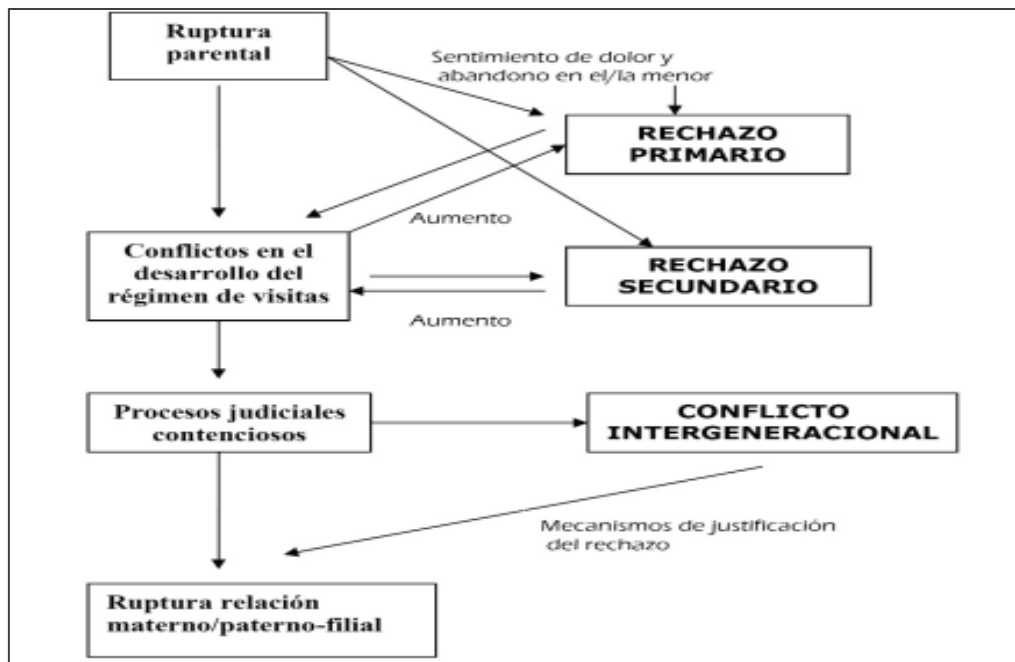 Ruptura
parental
Sentimiento de dolor y
abandono en el/la menor
RECHAZO
PRIMARIO
Aumento
Conflictos en el
desarrollo del
régimen de visitas
RECHAZO
SECUNDARIO
Aumento
Procesos judiciales
contenciosos
CONFLICTO
INTERGENERACIONAL
Mecanismos de justificación
del rechazo
Ruptura relación
materno/paterno-filial